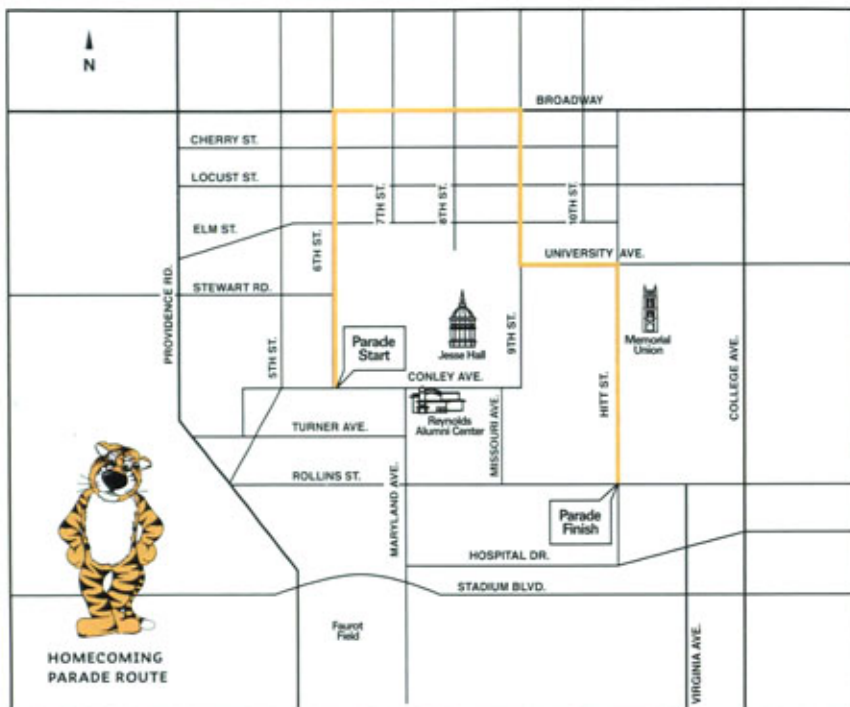 N
BROADWAY
CHERRY ST.
LOCUST ST.
7TH ST.
8TH ST.
10TH ST.
ELM ST.
6TH ST.
UNIVERSITY AVE.
PROVIDENCE RD.
STEWART RD.
5TH ST.
Parade
Start
Jesse Hall
9TH ST.
Memorial
Union
CONLEY AVE.
HITT ST.
COLLEGE AVE.
Reynolds
Alumni Center
TURNER AVE.
MISSOURI AVE.
ROLLINS ST.
MARYLAND AVE.
Parade
Finish
HOSPITAL DR.
STADIUM BLVD.
Faurot
Field
VIRGINIA AVE.
HOMECOMING
PARADE ROUTE